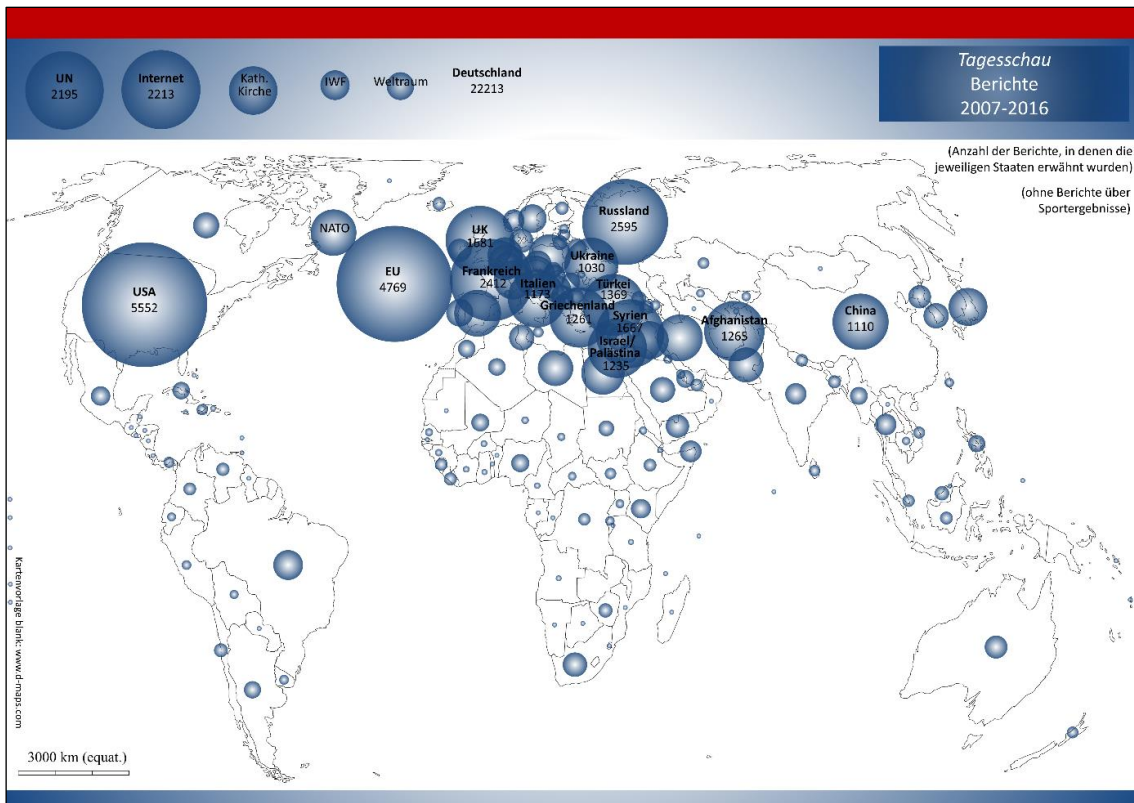 UN
2195
Internet
2213
Kath.
Kirche
IWF
Weltraum
Deutschland
22213
Tagesschau
Berichte
2007-2016
(Anzahl der Berichte, in denen die
jeweiligen Staaten erwähnt wurden)
(ohne Berichte über
Sportergebnisse)
NATO
USA
5552
EU
4769
UK
1681
Russland
2595
Frankreich
2412
Italien
1173
Ukraine
1030
Türkei
1369
Griechenland
1261
Syrien
1667
Israel/
Palästina
1235
Afghanistan
1265
China
1110
Kartenvorlage blank: www.d-maps.com
3000 km (equat.)